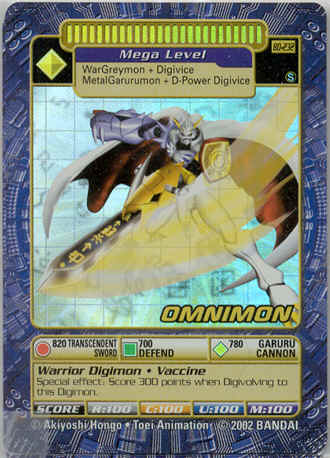 Mega Level
BO-232
WarGreymon + Digivice
MetalGarurumon + D-Power Digivice
S
OMNIMON
820 TRANSCENDENT SWORD
700 DEFEND
780 GARURU CANNON
Warrior Digimon • Vaccine
Special effect: Score 300 points when Digivolving to
this Digimon.
SCORE R:100 C:100 U:100 M:100
© Akiyoshi/Hongo • Toei Animation • © 2002 BANDAI